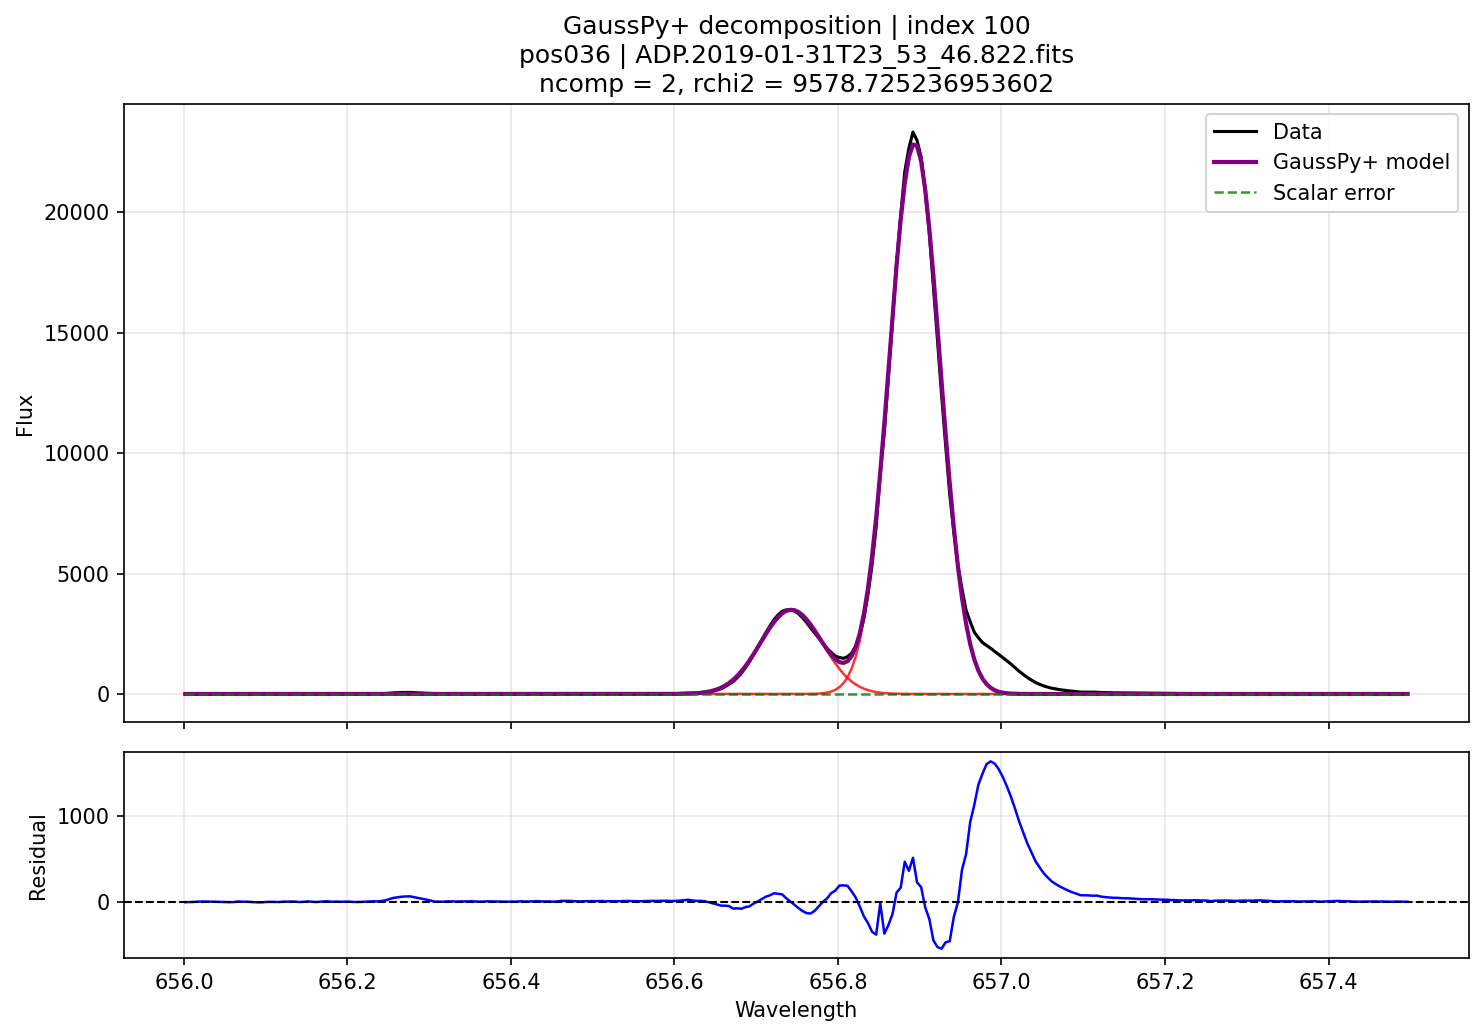 GaussPy+ decomposition | index 100
pos036 | ADP.2019-01-31T23_53_46.822.fits
ncomp = 2, rchi2 = 9578.725236953602
Data
GaussPy+ model
Scalar error
Flux
20000
15000
10000
5000
0
Residual
1000
0
656.0 656.2 656.4 656.6 656.8 657.0 657.2 657.4
Wavelength